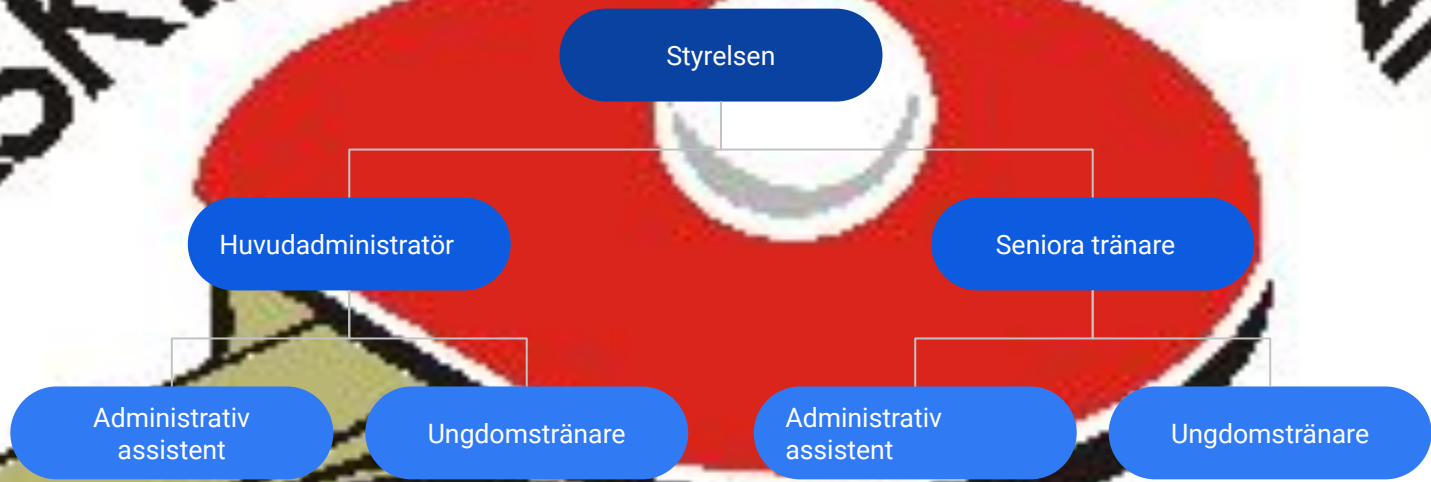 Styrelsen
Huvudadministratör
Seniora tränare
Administrativ
assistent
Ungdomstränare
Administrativ
assistent
Ungdomstränare